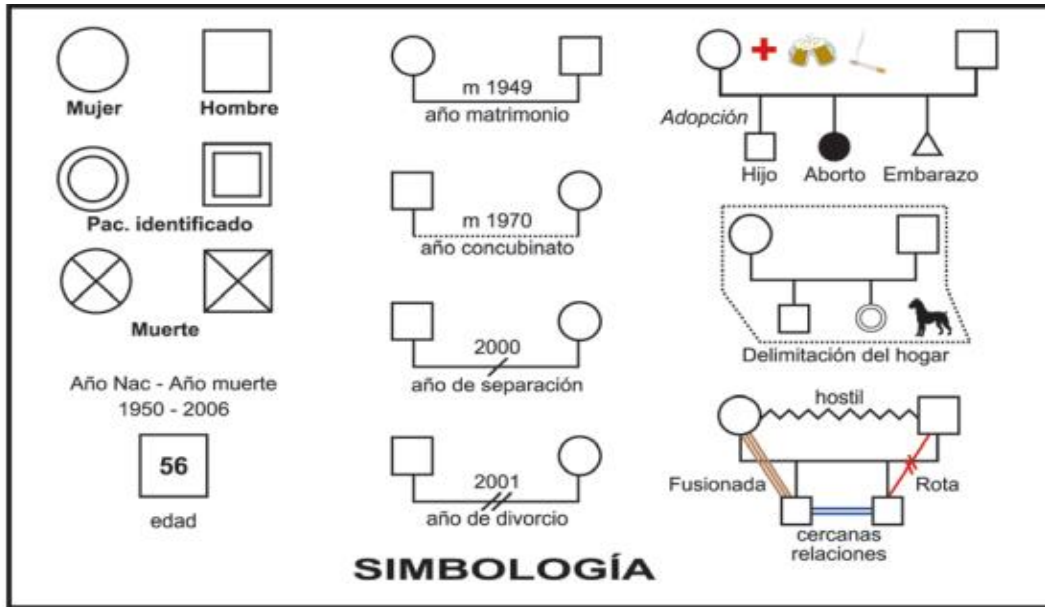 Mujer
Hombre
Pac. identificado
Muerte
Año Nac - Año muerte
1950 - 2006
56
edad
m 1949
año matrimonio
m 1970
año concubinato
2000
año de separación
2001
año de divorcio
Adopción
Hijo
Aborto
Embarazo
Delimitación del hogar
hostil
Fusionada
Rota
cercanas
relaciones
SIMBOLOGÍA